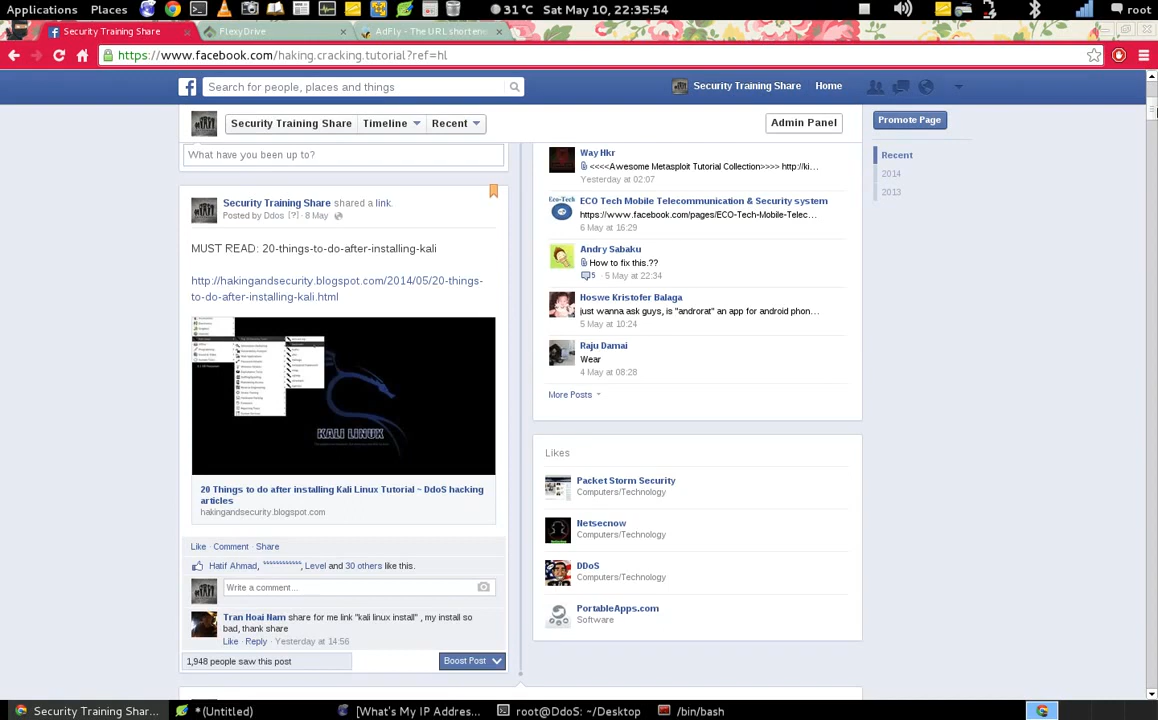 Applications Places 31 °C Sat May 10, 22:35:54 root
Security Training Share FlexyDrive AdFly - The URL shortene
https://www.facebook.com/haking.cracking.tutorial?ref=hl
Search for people, places and things Security Training Share Home
Security Training Share Timeline Recent Admin Panel Promote Page
What have you been up to?
Recent
2014
2013
Security Training Share shared a link.
Posted by Ddos [?] · 8 May ·
MUST READ: 20-things-to-do-after-installing-kali
http://hakingandsecurity.blogspot.com/2014/05/20-things-
to-do-after-installing-kali.html
KALI LINUX
20 Things to do after installing Kali Linux Tutorial ~ DdoS hacking
articles
hakingandsecurity.blogspot.com
Like · Comment · Share
Hatif Ahmad, , Level and 30 others like this.
Write a comment...
Tran Hoai Nam share for me link "kali linux install" , my install so
bad, thank share
Like · Reply · Yesterday at 14:56
1,948 people saw this post Boost Post
Way Hkr
<<<<Awesome Metasploit Tutorial Collection>>>> http://ki...
Yesterday at 02:07
ECO Tech Mobile Telecommunication & Security system
https://www.facebook.com/pages/ECO-Tech-Mobile-Telec...
6 May at 16:29
Andry Sabaku
How to fix this.??
5 · 5 May at 22:34
Hoswe Kristofer Balaga
just wanna ask guys, is "androrat" an app for android phon...
5 May at 10:24
Raju Damai
Wear
4 May at 08:28
More Posts
Likes
Packet Storm Security
Computers/Technology
Netsecnow
Computers/Technology
DDoS
Computers/Technology
PortableApps.com
Software
Security Training Shar... *(Untitled) [What's My IP Addres... root@DdoS: ~/Desktop /bin/bash